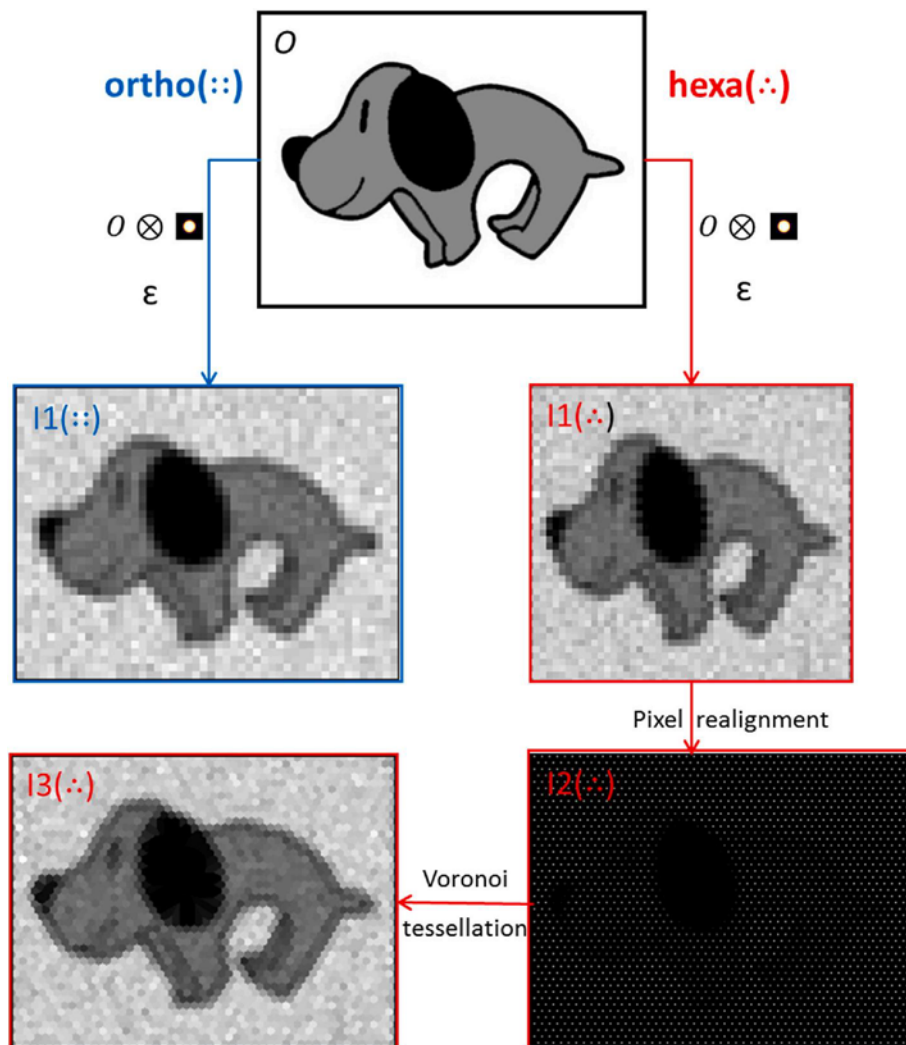 O
ortho(::)
hexa(∴)
O ⊗
ε
O ⊗
ε
I1(::)
I1(∴)
Pixel realignment
I3(∴)
I2(∴)
Voronoi
tessellation